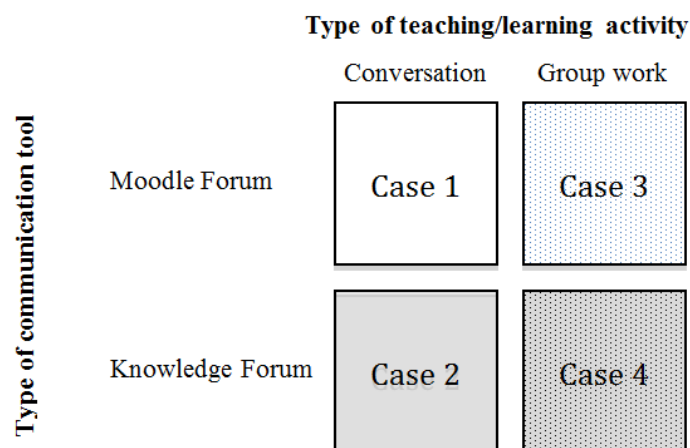 Type of teaching/learning activity
Conversation Group work
Type of communication tool
Moodle Forum Case 1 Case 3
Knowledge Forum Case 2 Case 4